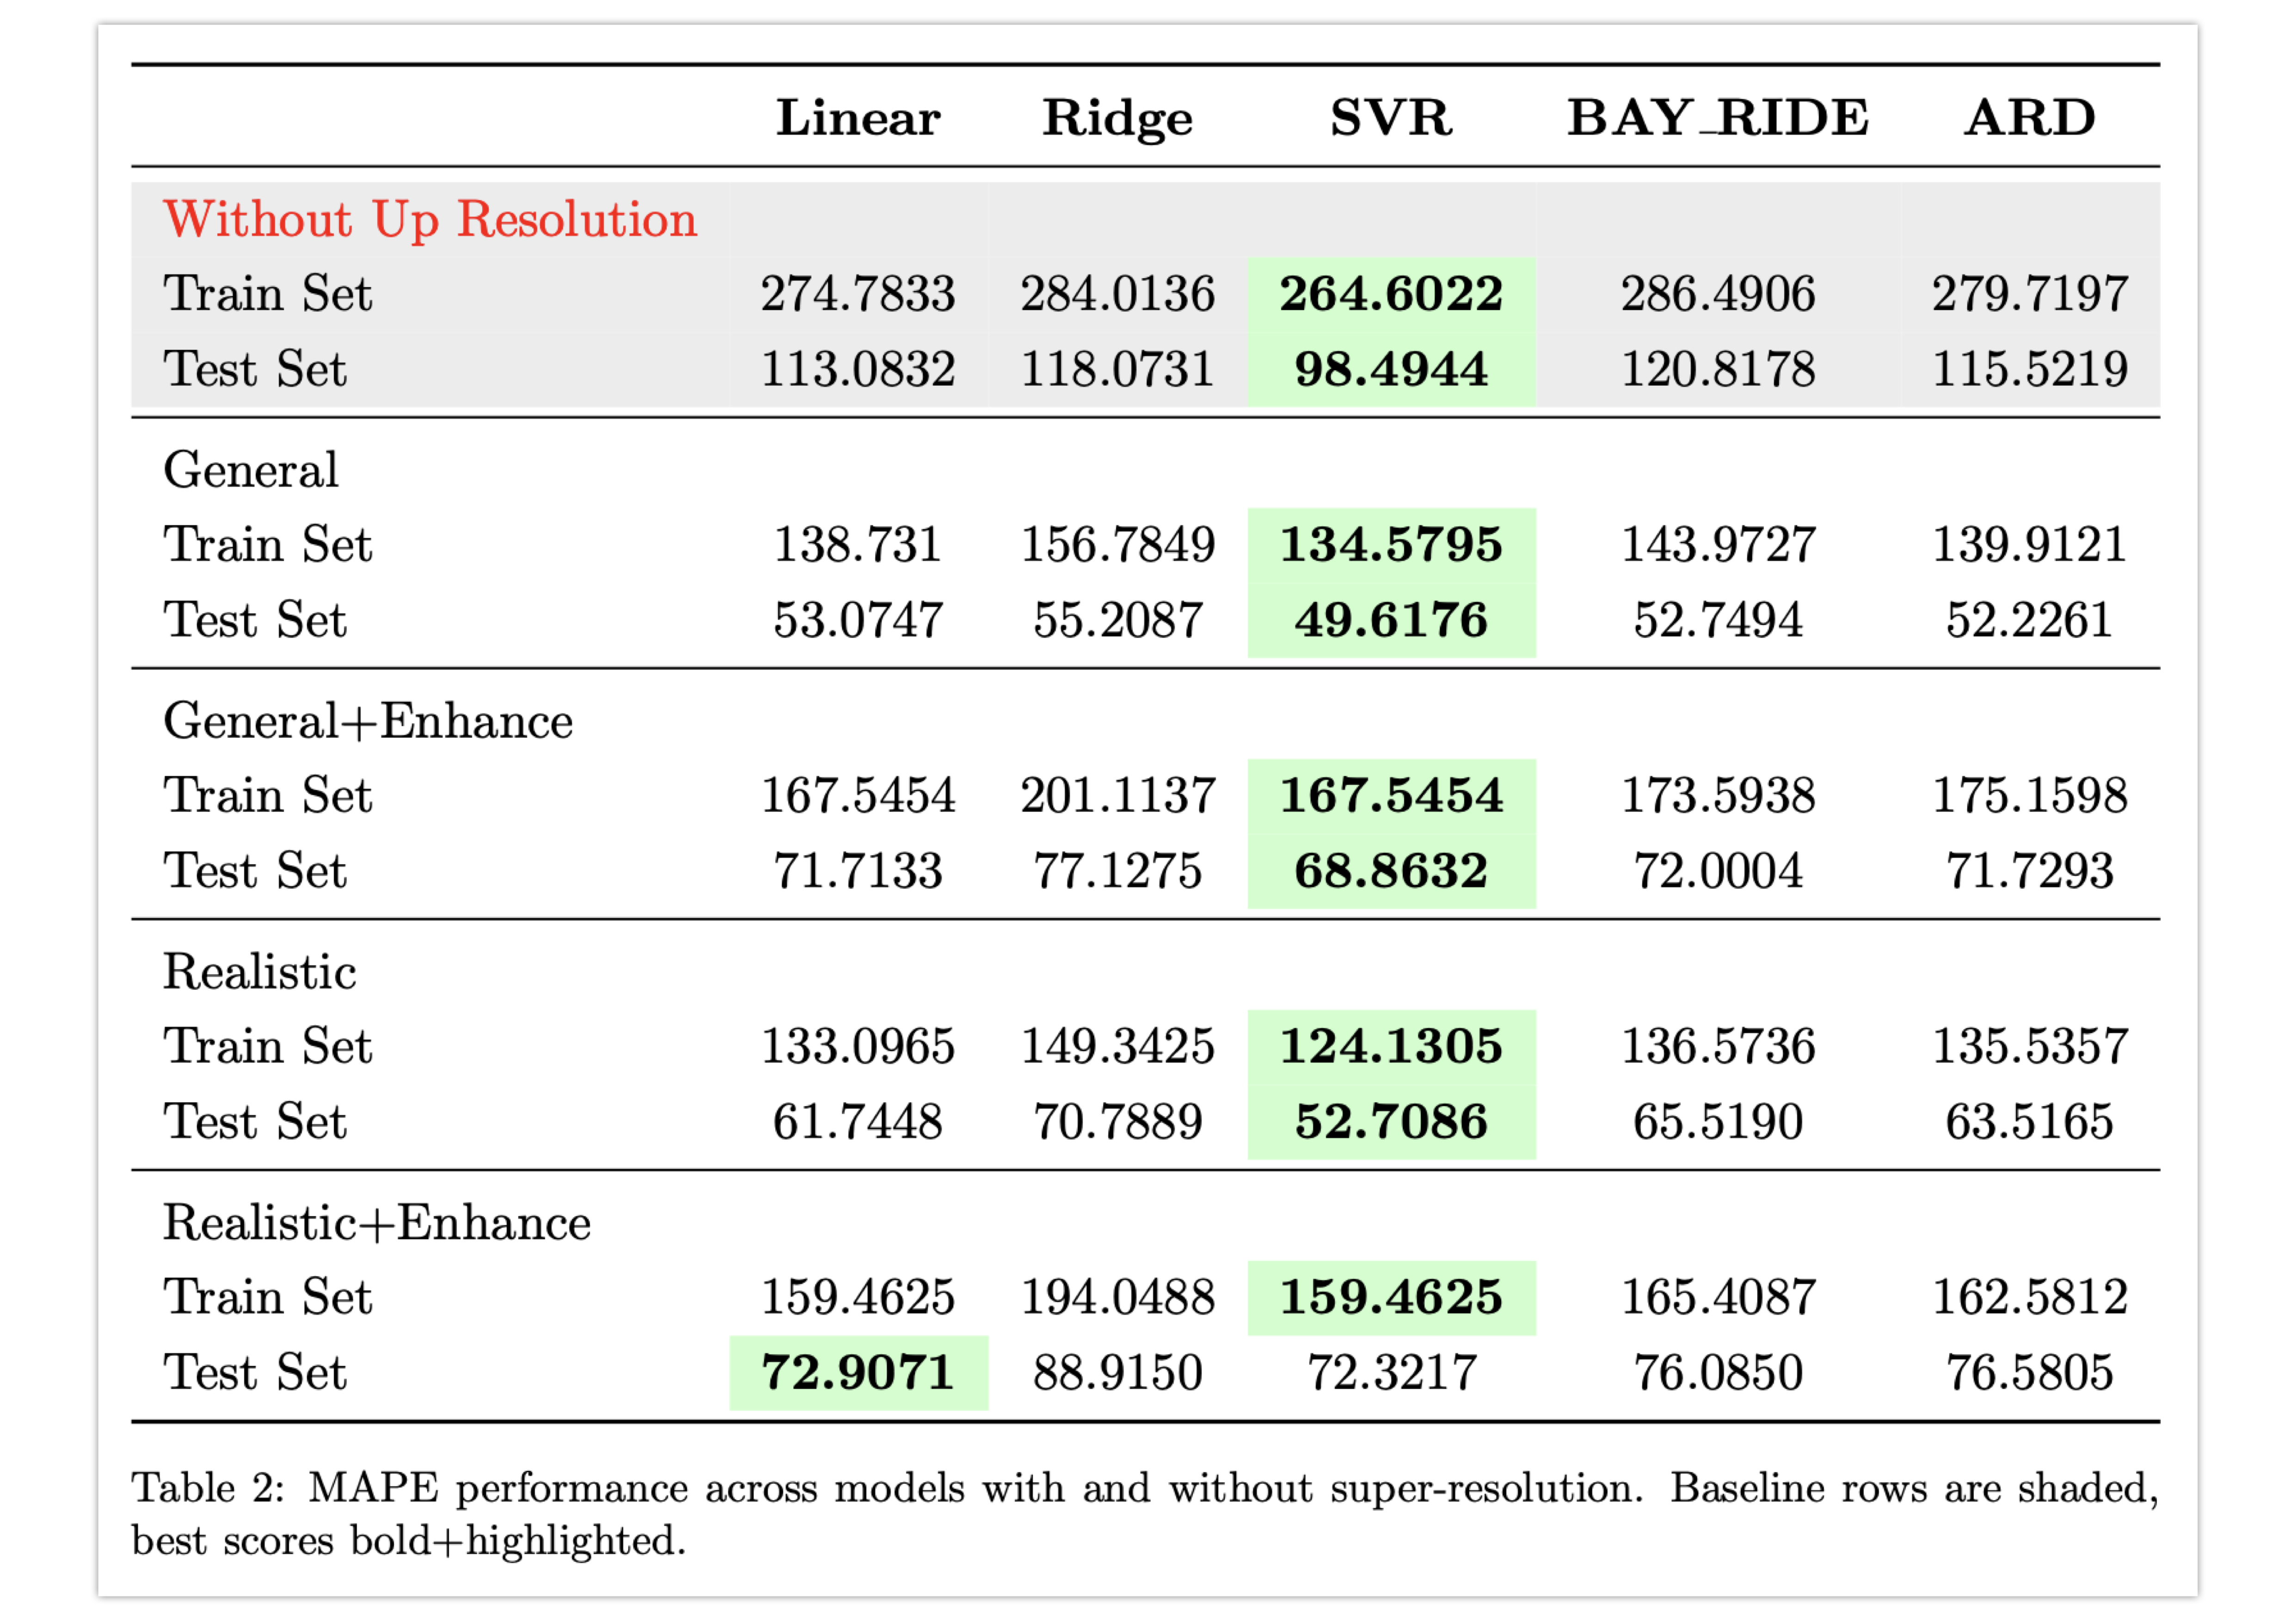 Linear Ridge SVR BAY_RIDE ARD
Without Up Resolution
Train Set 274.7833 284.0136 264.6022 286.4906 279.7197
Test Set 113.0832 118.0731 98.4944 120.8178 115.5219
General
Train Set 138.731 156.7849 134.5795 143.9727 139.9121
Test Set 53.0747 55.2087 49.6176 52.7494 52.2261
General+Enhance
Train Set 167.5454 201.1137 167.5454 173.5938 175.1598
Test Set 71.7133 77.1275 68.8632 72.0004 71.7293
Realistic
Train Set 133.0965 149.3425 124.1305 136.5736 135.5357
Test Set 61.7448 70.7889 52.7086 65.5190 63.5165
Realistic+Enhance
Train Set 159.4625 194.0488 159.4625 165.4087 162.5812
Test Set 72.9071 88.9150 72.3217 76.0850 76.5805
Table 2: MAPE performance across models with and without super-resolution. Baseline rows are shaded,
best scores bold+highlighted.